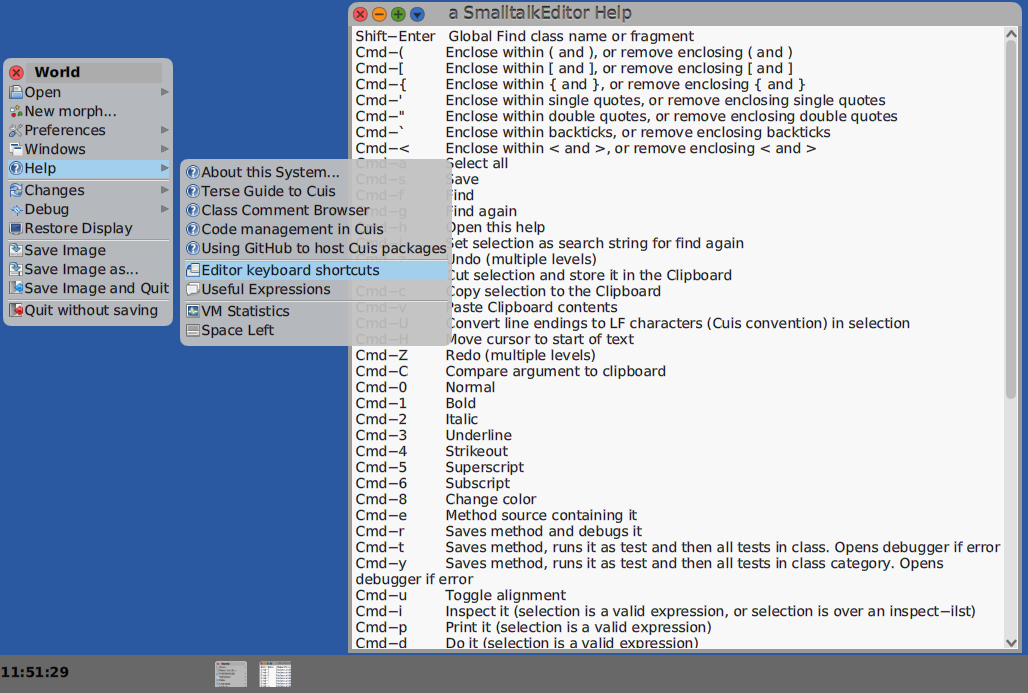 a SmalltalkEditor Help
Shift-Enter Global Find class name or fragment
Cmd-( Enclose within ( and ), or remove enclosing ( and )
Cmd-[ Enclose within [ and ], or remove enclosing [ and ]
Cmd-{ Enclose within { and }, or remove enclosing { and }
Cmd-' Enclose within single quotes, or remove enclosing single quotes
Cmd-" Enclose within double quotes, or remove enclosing double quotes
Cmd-` Enclose within backticks, or remove enclosing backticks
Cmd-< Enclose within < and >, or remove enclosing < and >
Cmd-a Select all
Cmd-s Save
Cmd-f Find
Cmd-g Find again
Cmd-h Open this help
Set selection as search string for find again
Undo (multiple levels)
Cut selection and store it in the Clipboard
Cmd-c Copy selection to the Clipboard
Cmd-v Paste Clipboard contents
Cmd-U Convert line endings to LF characters (Cuis convention) in selection
Cmd-H Move cursor to start of text
Cmd-Z Redo (multiple levels)
Cmd-C Compare argument to clipboard
Cmd-0 Normal
Cmd-1 Bold
Cmd-2 Italic
Cmd-3 Underline
Cmd-4 Strikeout
Cmd-5 Superscript
Cmd-6 Subscript
Cmd-8 Change color
Cmd-e Method source containing it
Cmd-r Saves method and debugs it
Cmd-t Saves method, runs it as test and then all tests in class. Opens debugger if error
Cmd-y Saves method, runs it as test and then all tests in class category. Opens
debugger if error
Cmd-u Toggle alignment
Cmd-i Inspect it (selection is a valid expression, or selection is over an inspect-ilst)
Cmd-p Print it (selection is a valid expression)
Cmd-d Do it (selection is a valid expression)
World
Open
New morph...
Preferences
Windows
Help
Changes
Debug
Restore Display
Save Image
Save Image as...
Save Image and Quit
Quit without saving
About this System...
Terse Guide to Cuis
Class Comment Browser
Code management in Cuis
Using GitHub to host Cuis packages
Editor keyboard shortcuts
Useful Expressions
VM Statistics
Space Left
11:51:29